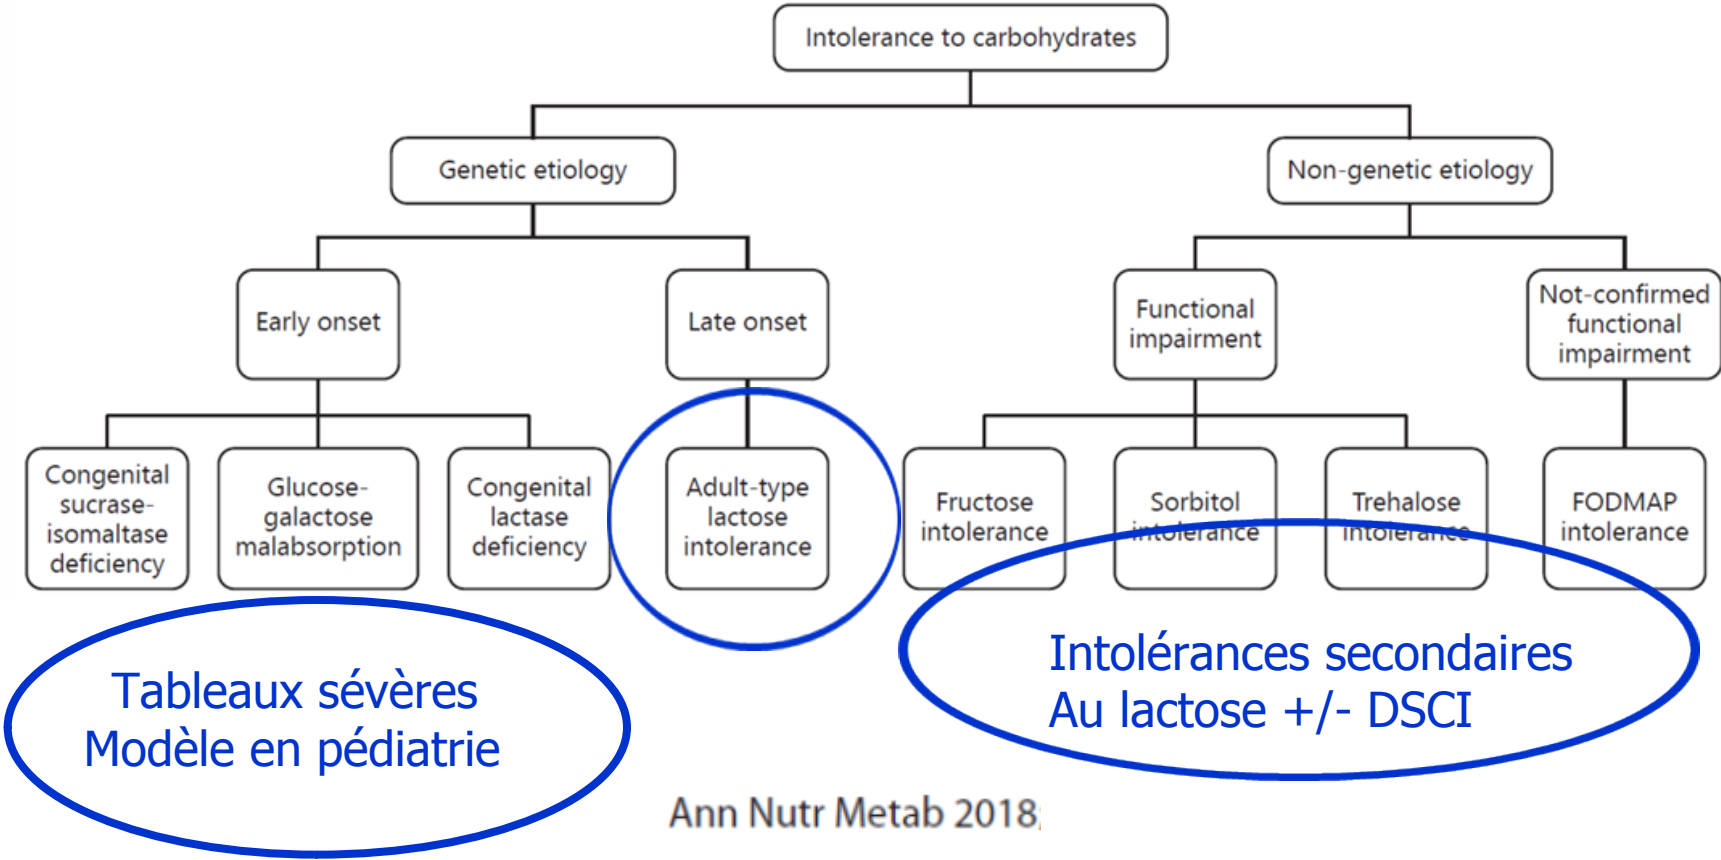 Intolerance to carbohydrates
Genetic etiology
Non-genetic etiology
Early onset
Late onset
Functional
impairment
Not-confirmed
functional
impairment
Congenital
sucrase-
isomaltase
deficiency
Glucose-
galactose
malabsorption
Congenital
lactase
deficiency
Adult-type
lactose
intolerance
Fructose
intolerance
Sorbitol
intolerance
Trehalose
intolerance
FODMAP
intolerance
Tableaux sévères
Modèle en pédiatrie
Intolérances secondaires
Au lactose +/- DSCI
Ann Nutr Metab 2018;